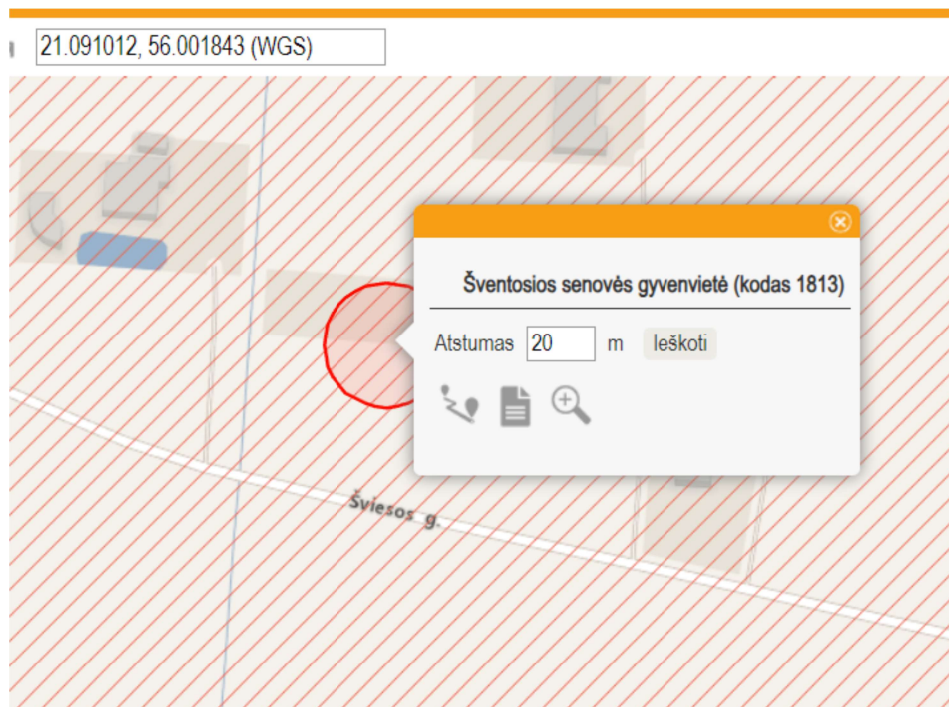 21.091012, 56.001843 (WGS)
Šventosios senovės gyvenvietė (kodas 1813)
Atstumas 20 m Ieškoti
Šviesos g.